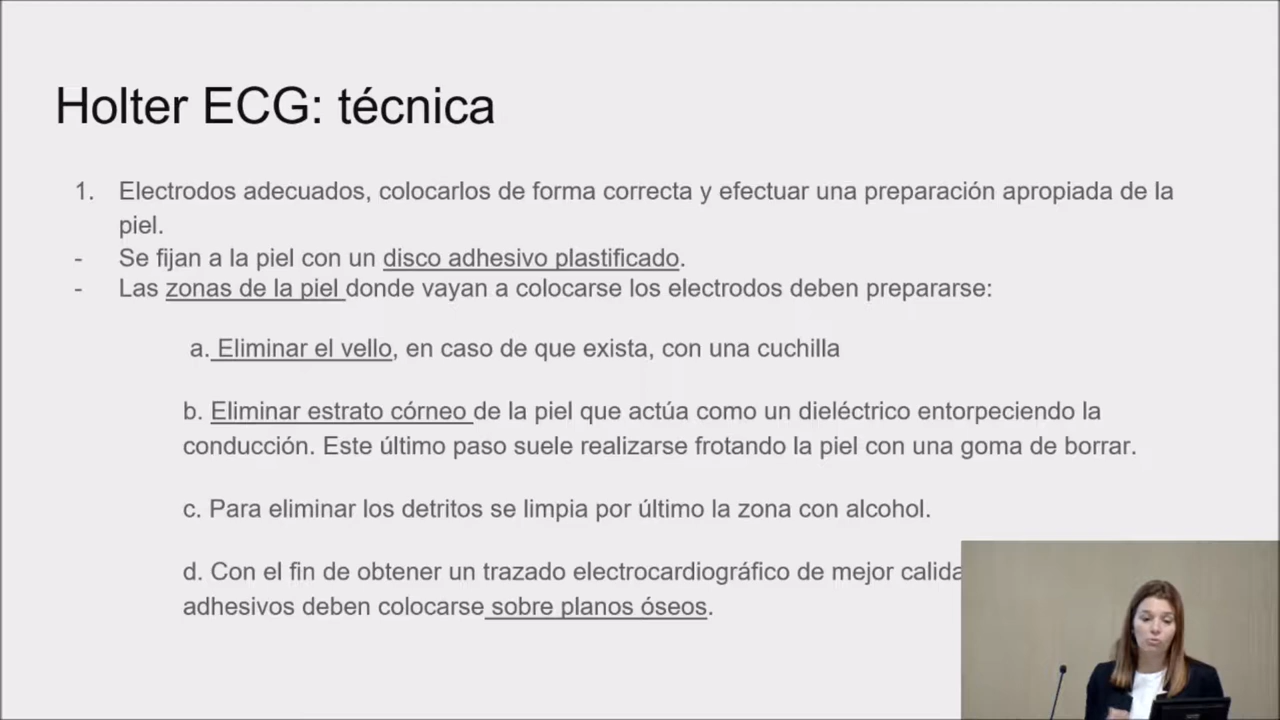 Holter ECG: técnica
1. Electrodos adecuados, colocarlos de forma correcta y efectuar una preparación apropiada de la
piel.
- Se fijan a la piel con un disco adhesivo plastificado.
- Las zonas de la piel donde vayan a colocarse los electrodos deben prepararse:
a. Eliminar el vello, en caso de que exista, con una cuchilla
b. Eliminar estrato córneo de la piel que actúa como un dieléctrico entorpeciendo la
conducción. Este último paso suele realizarse frotando la piel con una goma de borrar.
c. Para eliminar los detritos se limpia por último la zona con alcohol.
d. Con el fin de obtener un trazado electrocardiográfico de mejor
adhesivos deben colocarse sobre planos óseos.